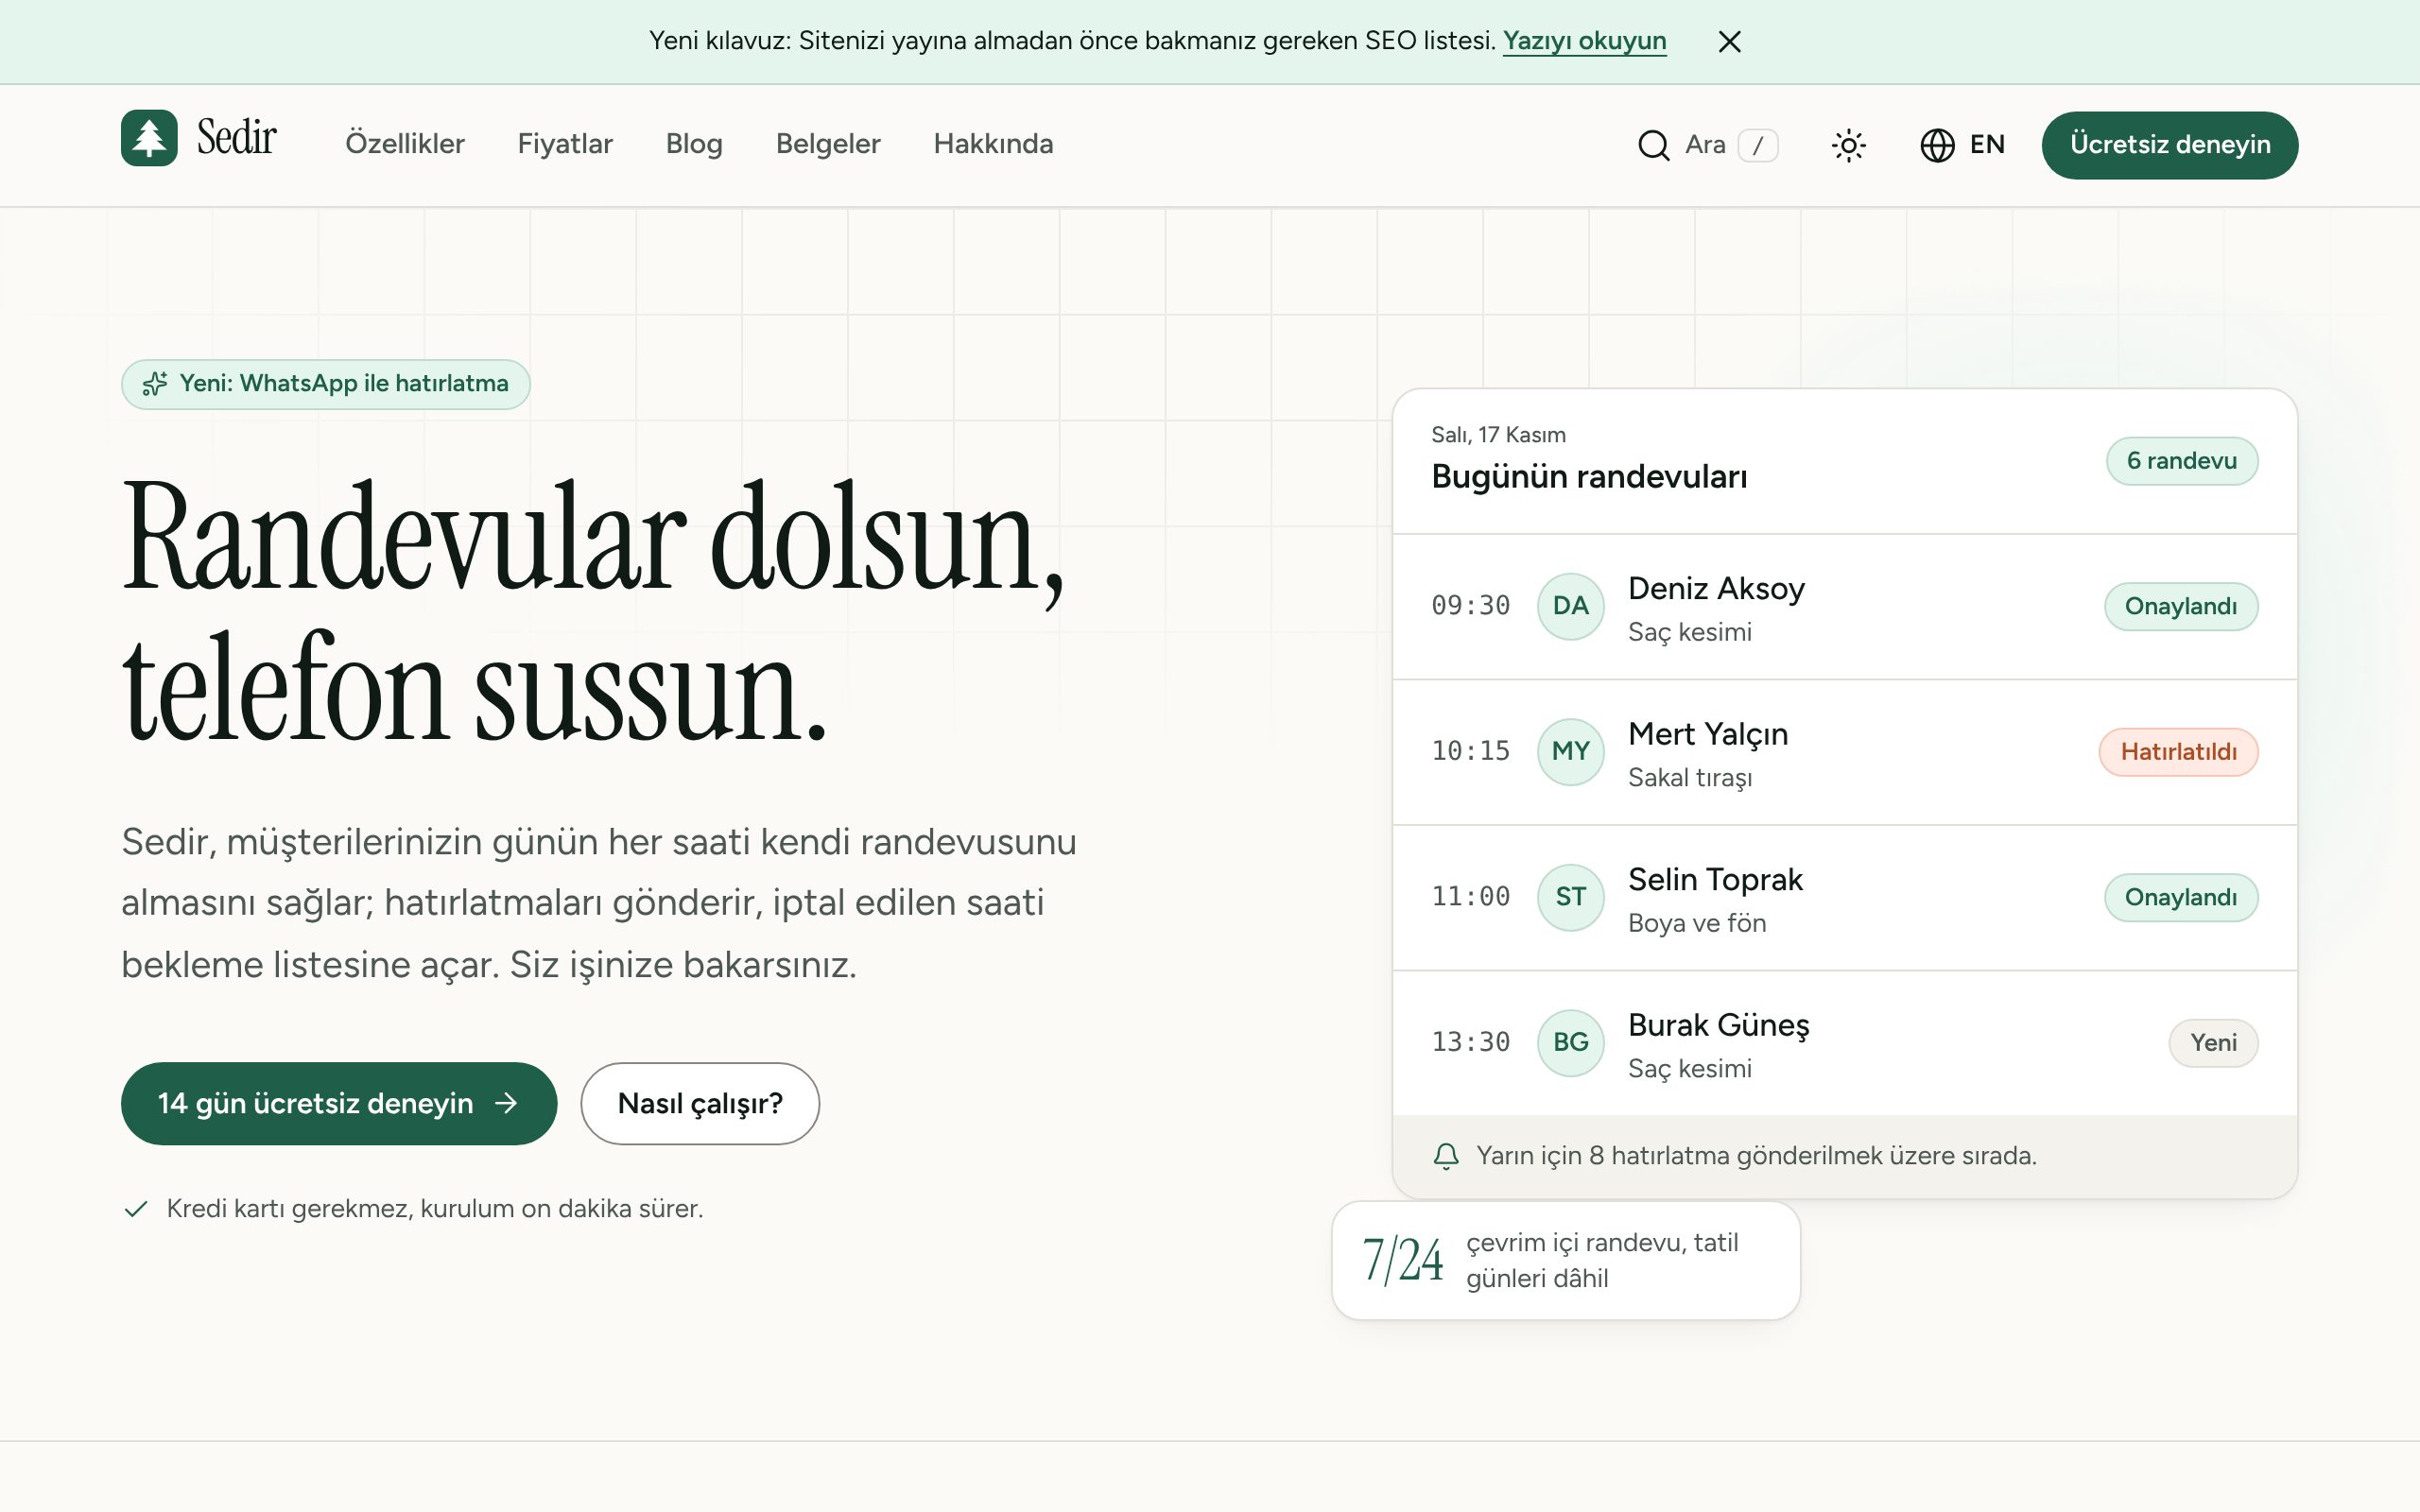 Yeni kılavuz: Sitenizi yayına almadan önce bakmanız gereken SEO listesi. Yazıyı okuyun
Sedir
Özellikler
Fiyatlar
Blog
Belgeler
Hakkında
Ara /
EN
Ücretsiz deneyin
Yeni: WhatsApp ile hatırlatma
Randevular dolsun,
telefon sussun.
Sedir, müşterilerinizin günün her saati kendi randevusunu
almasını sağlar; hatırlatmaları gönderir, iptal edilen saati
bekleme listesine açar. Siz işinize bakarsınız.
14 gün ücretsiz deneyin
Nasıl çalışır?
Kredi kartı gerekmez, kurulum on dakika sürer.
Salı, 17 Kasım
Bugünün randevuları
6 randevu
09:30
DA
Deniz Aksoy
Saç kesimi
Onaylandı
10:15
MY
Mert Yalçın
Sakal tıraşı
Hatırlatıldı
11:00
ST
Selin Toprak
Boya ve fön
Onaylandı
13:30
BG
Burak Güneş
Saç kesimi
Yeni
Yarın için 8 hatırlatma gönderilmek üzere sırada.
7/24
çevrim içi randevu, tatil
günleri dâhil